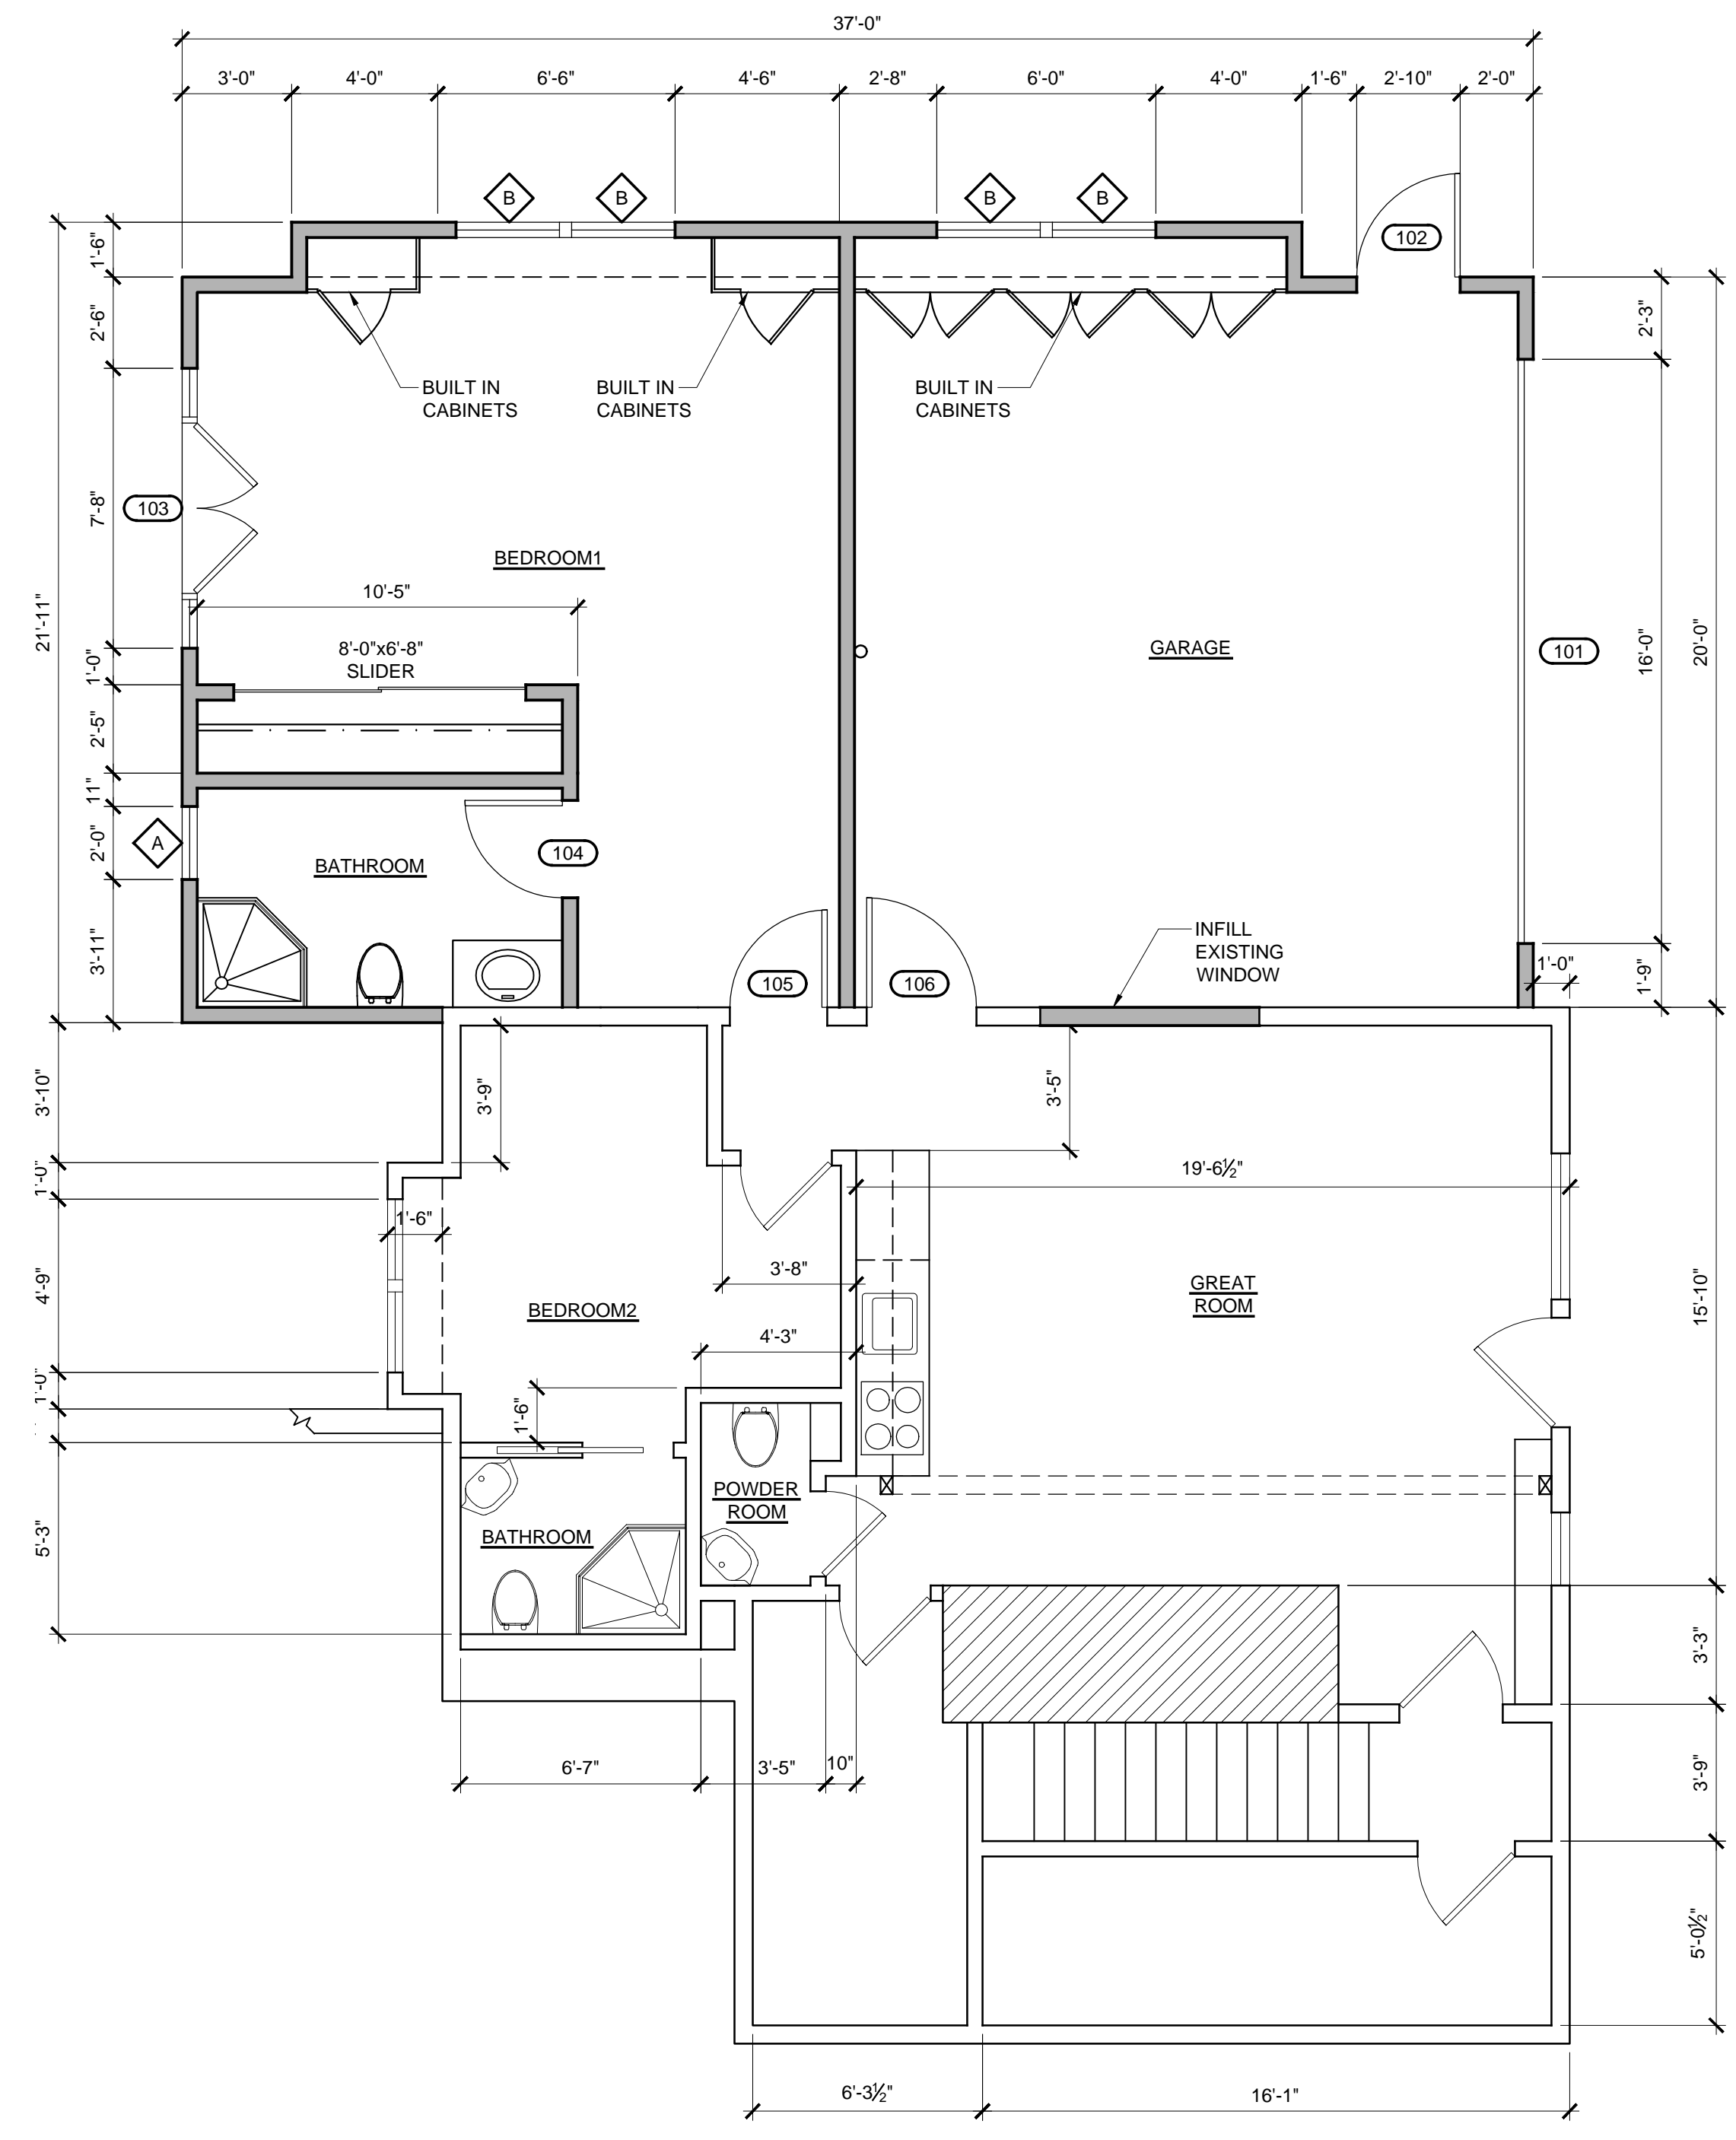 37'-0"
3'-0"
4'-0"
6'-6"
4'-6"
2'-8"
6'-0"
4'-0"
1'-6"
2'-10"
2'-0"
B
B
B
B
102
1'-6"
2'-6"
2'-3"
BUILT IN
CABINETS
BUILT IN
CABINETS
BUILT IN
CABINETS
7'-8"
103
BEDROOM1
10'-5"
21'-11"
8'-0"x6'-8"
SLIDER
GARAGE
101
16'-0"
20'-0"
1'-0"
2'-5"
11"
2'-0"
A
BATHROOM
104
3'-11"
INFILL
EXISTING
WINDOW
105
106
1'-0"
1'-9"
3'-10"
3'-9"
3'-5"
1'-0"
1'-6"
19'-6½"
4'-9"
3'-8"
GREAT
ROOM
BEDROOM2
4'-3"
15'-10"
1'-0"
1'-6"
POWDER
ROOM
BATHROOM
5'-3"
3'-3"
6'-7"
3'-5"
10"
3'-9"
5'-0½"
6'-3½"
16'-1"